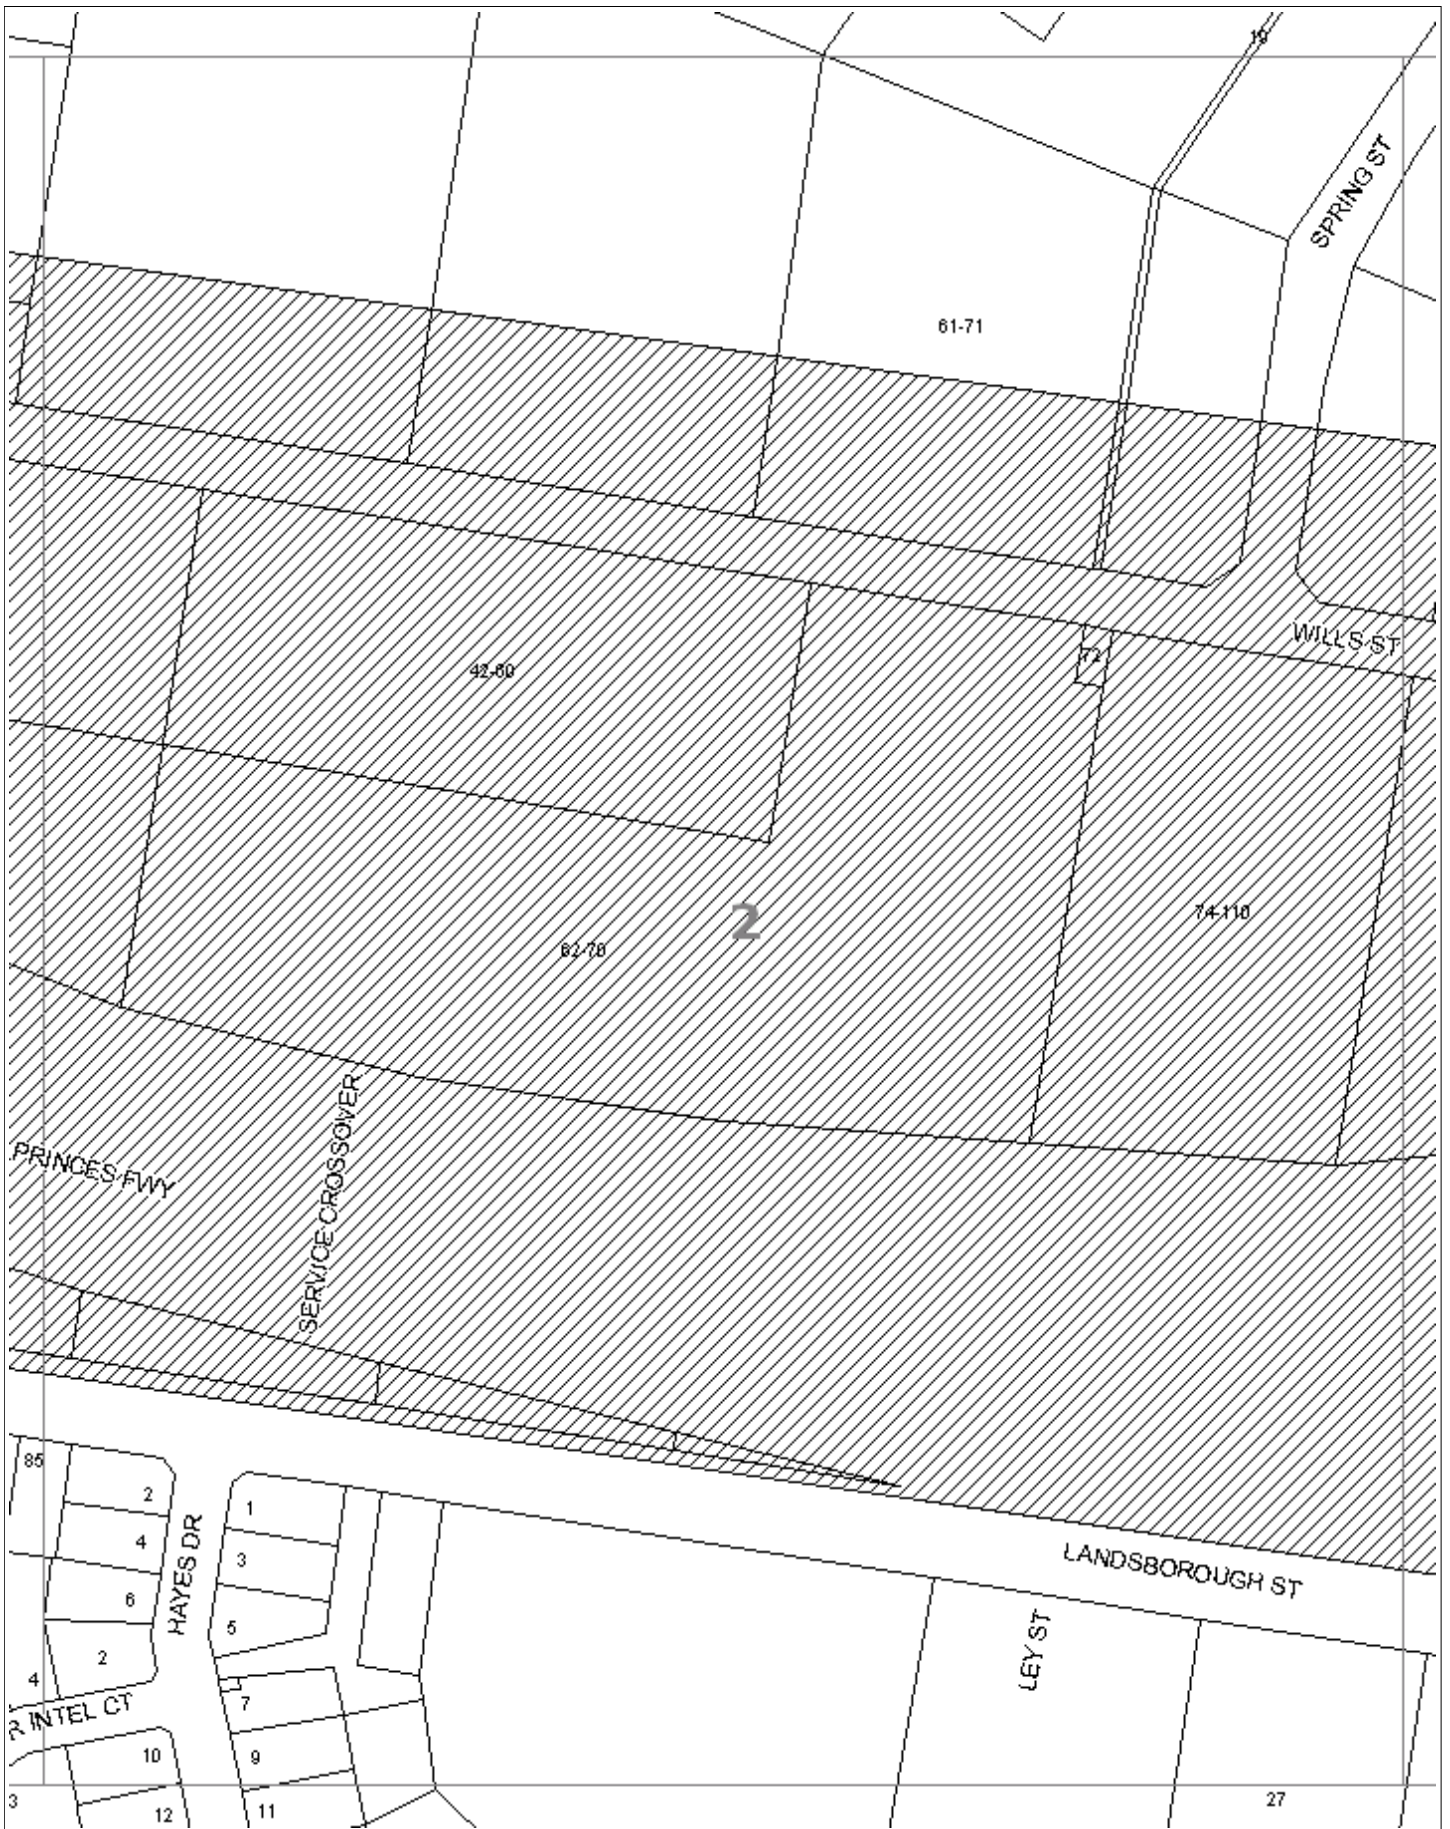 19
SPRING ST
61-71
WILLS ST
72
42-60
2
74-110
62-70
SERVICE CROSSOVER
PRINCES FWY
85
2
1
4
3
HAYES DR
LANDSBOROUGH ST
6
5
LEY ST
2
4
7
R INTEL CT
10
9
3
12
11
27